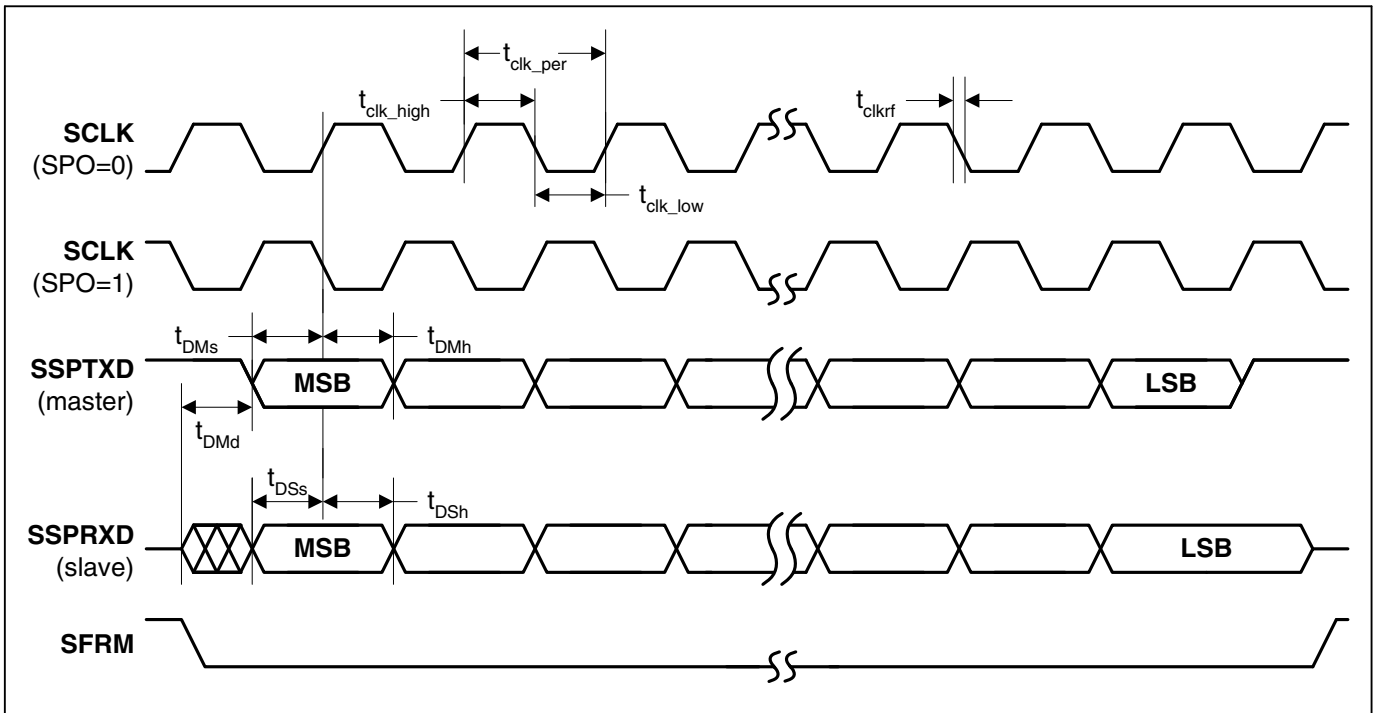 t_clk_per
t_clk_high
t_clkrf
SCLK
(SPO=0)
t_clk_low
SCLK
(SPO=1)
t_DMs
t_DMh
SSPTXD
(master)
MSB
LSB
t_DMd
t_DSs
t_DSh
SSPRXD
(slave)
MSB
LSB
SFRM